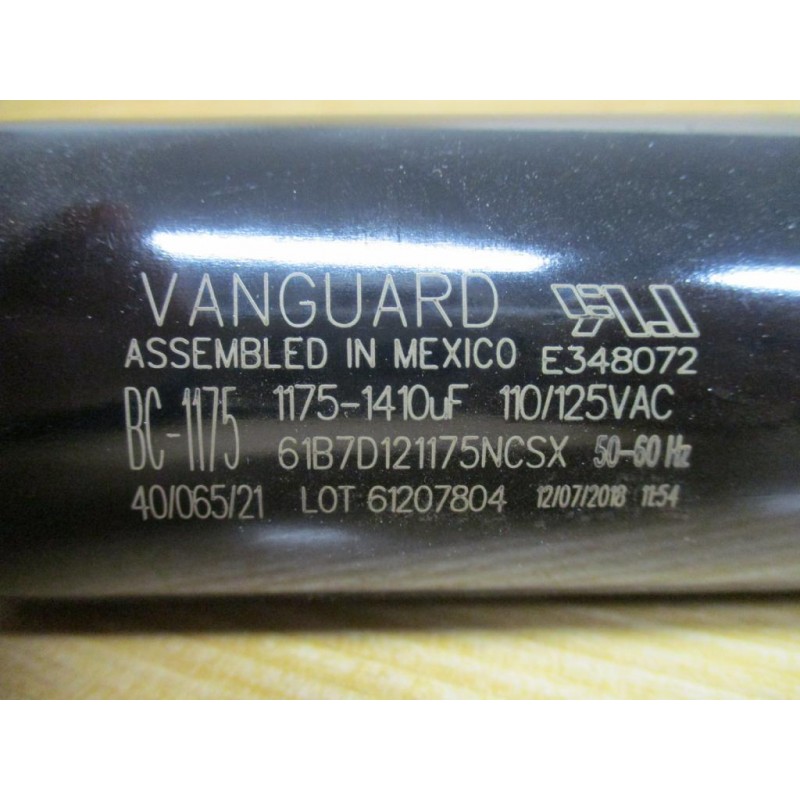 VANGUARD
ASSEMBLED IN MEXICO E348072
BC-1175 1175-1410uF 110/125VAC
61B7D121175NCSX 50-60 Hz
40/065/21 LOT 61207804 12/07/2018 11:54